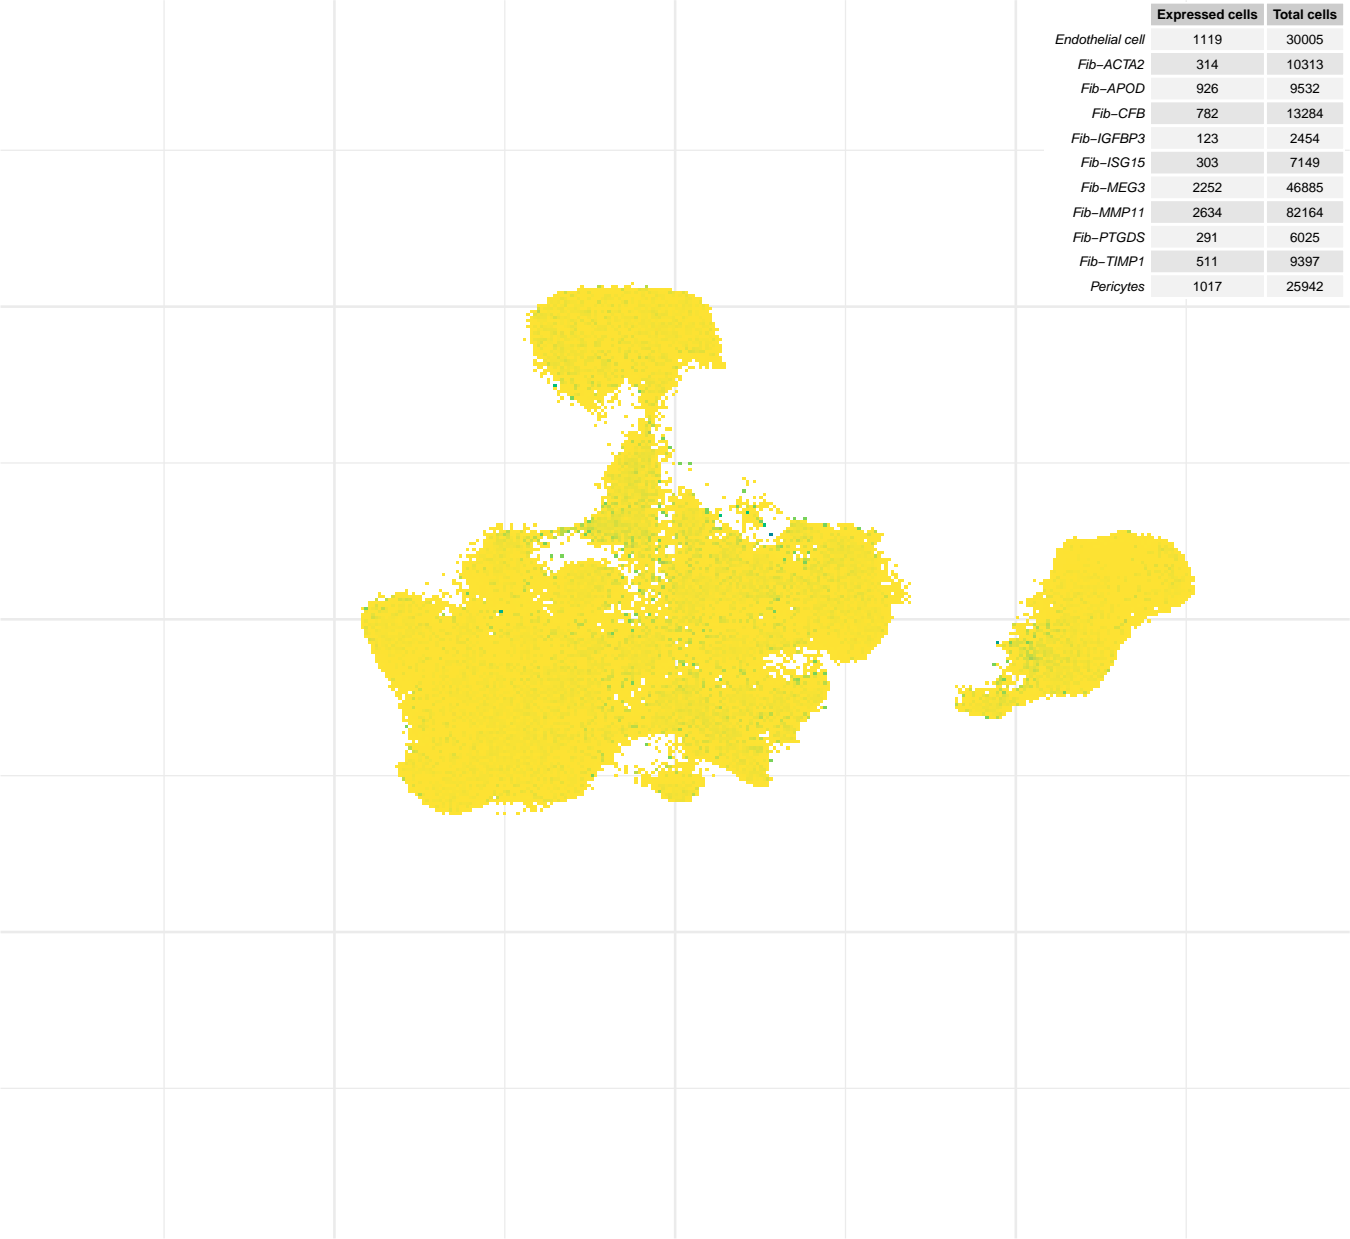 Expressed cells Total cells
Endothelial cell 1119 30005
Fib−ACTA2 314 10313
Fib−APOD 926 9532
Fib−CFB 782 13284
Fib−IGFBP3 123 2454
Fib−ISG15 303 7149
Fib−MEG3 2252 46885
Fib−MMP11 2634 82164
Fib−PTGDS 291 6025
Fib−TIMP1 511 9397
Pericytes 1017 25942